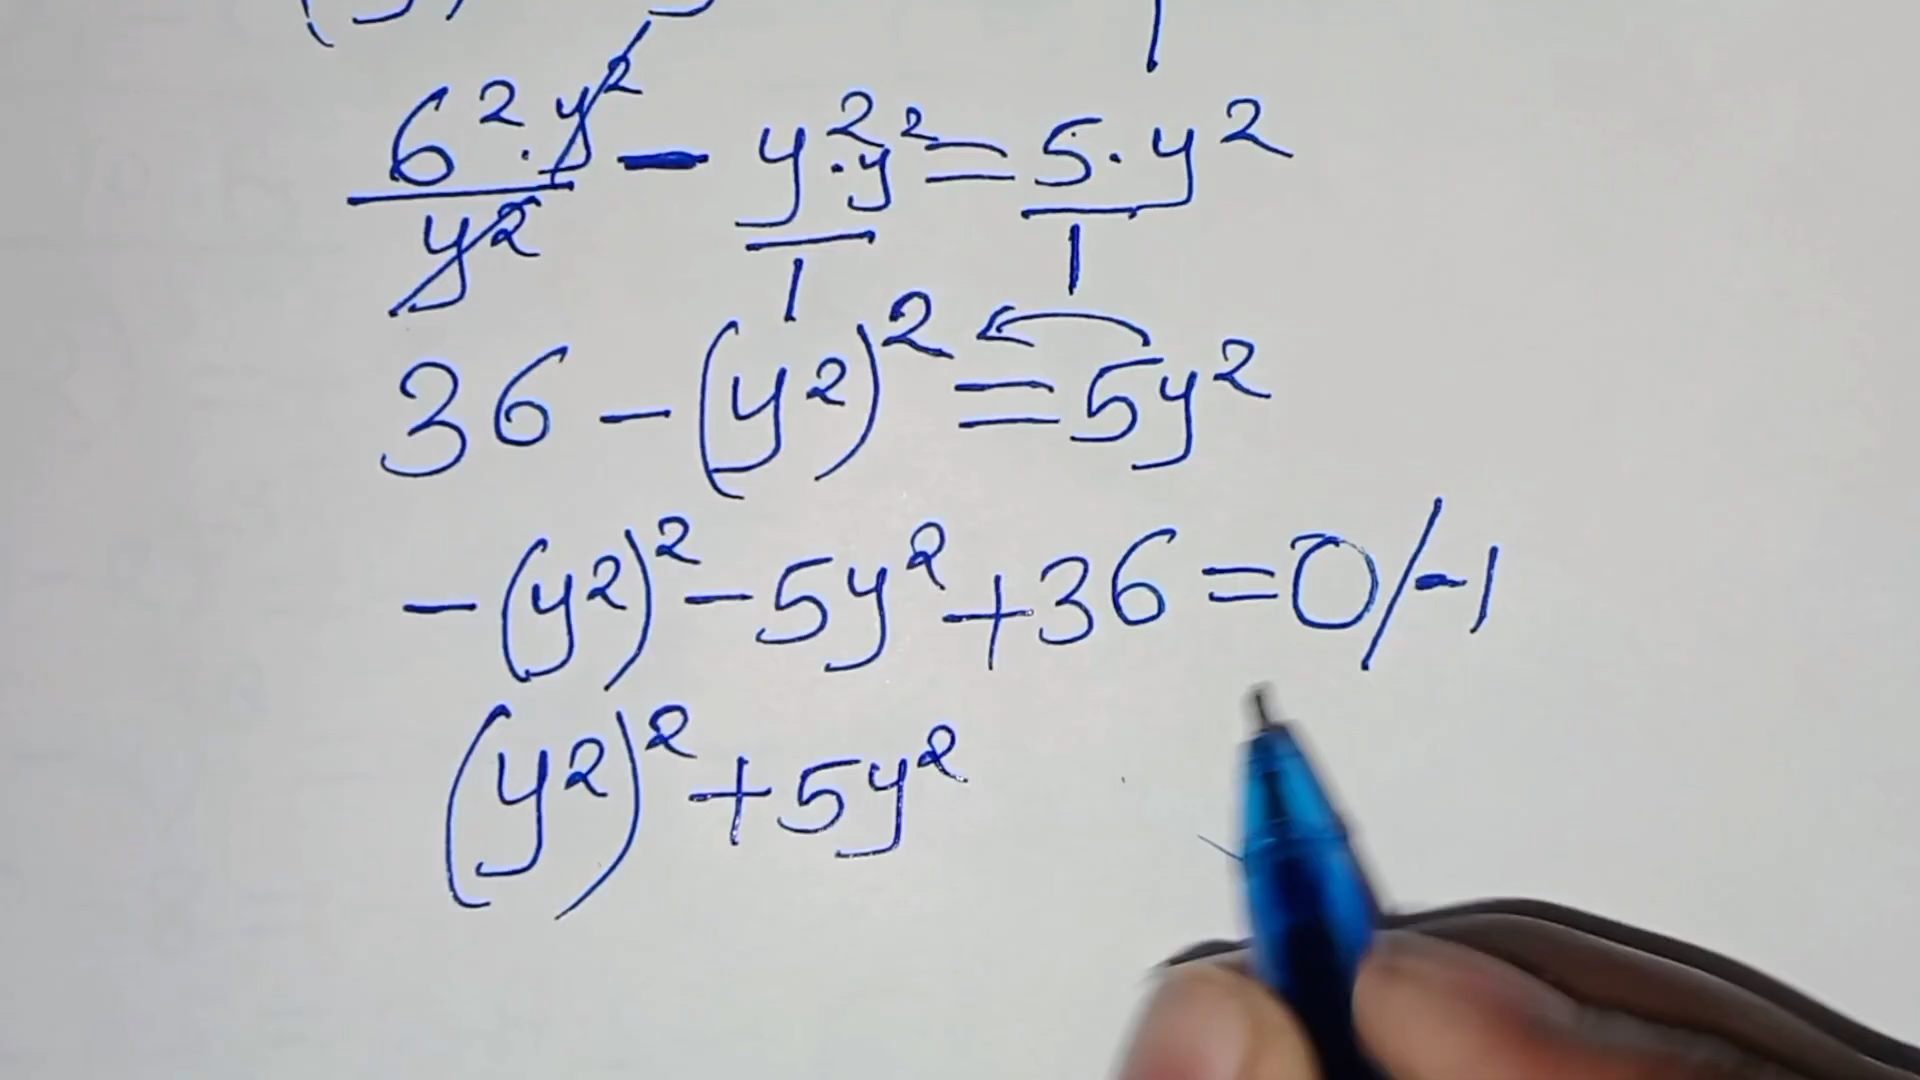 6² · y² / y² - y² · y² / 1 = 5 · y² / 1
36 - (y²)² = 5y²
-(y²)² - 5y² + 36 = 0 / -1
(y²)² + 5y²